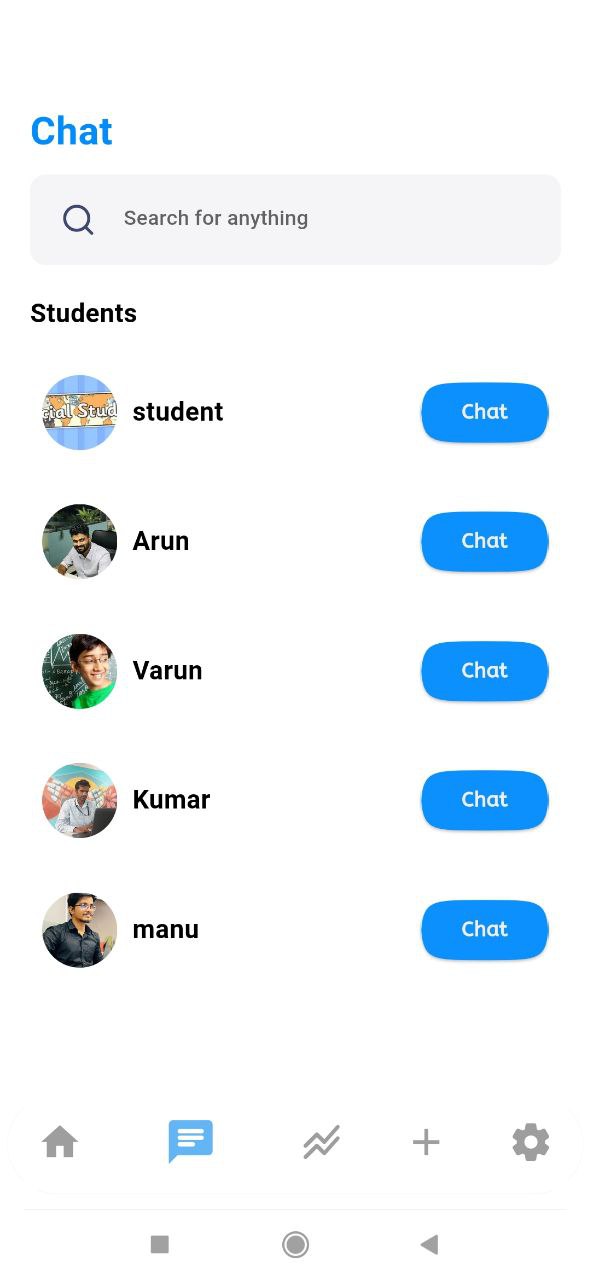 Chat
Search for anything
Students
cial Stud
student
Chat
Arun
Chat
Varun
Chat
Kumar
Chat
manu
Chat